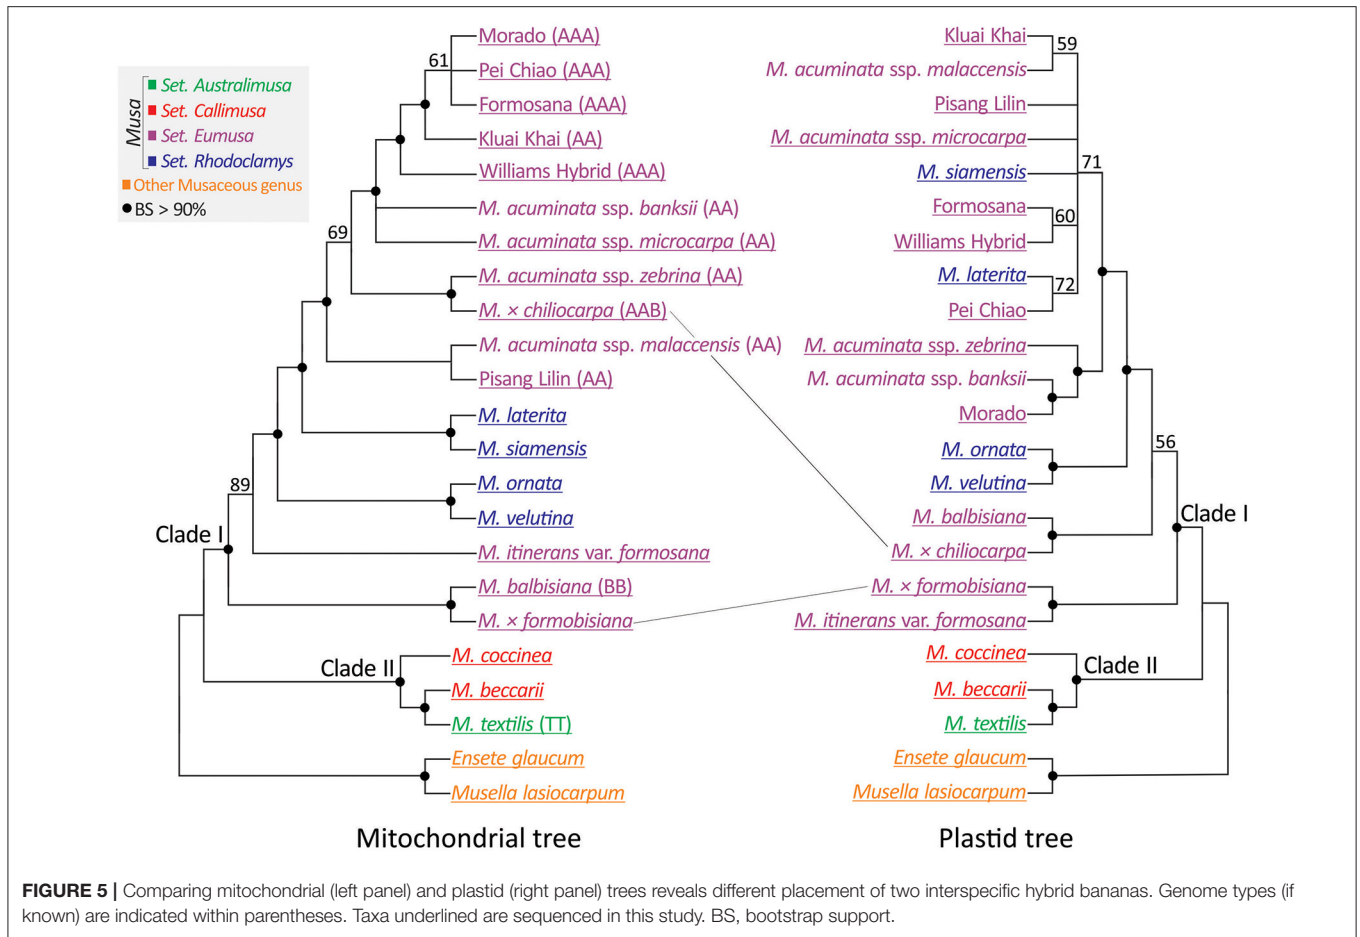 Musa
Set. Australimusa
Set. Callimusa
Set. Eumusa
Set. Rhodoclamys
Other Musaceous genus
BS > 90%
61
69
89
Clade I
Clade II
Morado (AAA)
Pei Chiao (AAA)
Formosana (AAA)
Kluai Khai (AA)
Williams Hybrid (AAA)
M. acuminata ssp. banksii (AA)
M. acuminata ssp. microcarpa (AA)
M. acuminata ssp. zebrina (AA)
M. × chiliocarpa (AAB)
M. acuminata ssp. malaccensis (AA)
Pisang Lilin (AA)
M. laterita
M. siamensis
M. ornata
M. velutina
M. itinerans var. formosana
M. balbisiana (BB)
M. × formobisiana
M. coccinea
M. beccarii
M. textilis (TT)
Ensete glaucum
Musella lasiocarpum
Mitochondrial tree
Kluai Khai
M. acuminata ssp. malaccensis
Pisang Lilin
M. acuminata ssp. microcarpa
M. siamensis
Formosana
Williams Hybrid
M. laterita
Pei Chiao
M. acuminata ssp. zebrina
M. acuminata ssp. banksii
Morado
M. ornata
M. velutina
M. balbisiana
M. × chiliocarpa
M. × formobisiana
M. itinerans var. formosana
M. coccinea
M. beccarii
M. textilis
Ensete glaucum
Musella lasiocarpum
59
71
60
72
56
Clade I
Clade II
Plastid tree
FIGURE 5 | Comparing mitochondrial (left panel) and plastid (right panel) trees reveals different placement of two interspecific hybrid bananas. Genome types (if
known) are indicated within parentheses. Taxa underlined are sequenced in this study. BS, bootstrap support.